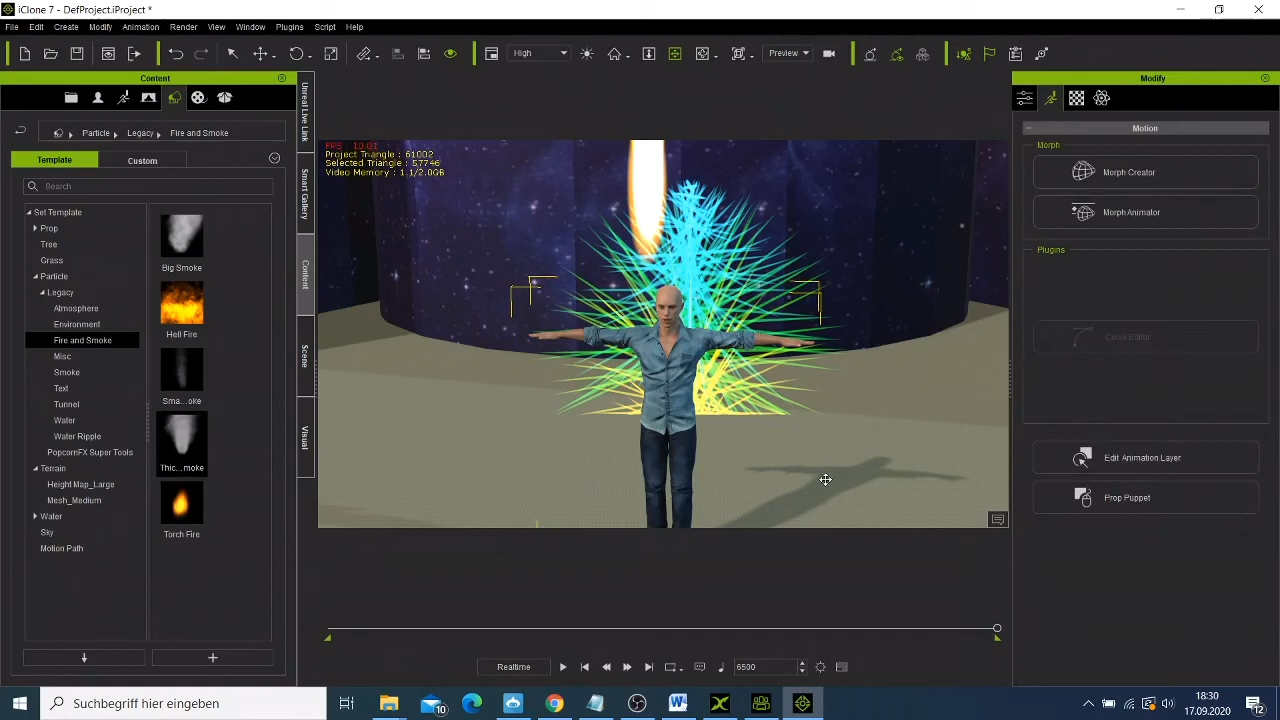 iClone 7 - DefProject.iProject *
File Edit Create Modify Animation Render View Window Plugins Script Help
High
Preview
Content
Particle Legacy Fire and Smoke
Template Custom
Search
Set Template
Prop
Tree
Grass
Particle
Legacy
Atmosphere
Environment
Fire and Smoke
Misc
Smoke
Text
Tunnel
Water
Water Ripple
PopcornFX Super Tools
Terrain
Height Map_Large
Mesh_Medium
Water
Sky
Motion Path
Big Smoke
Hell Fire
Sma...oke
Thic...moke
Torch Fire
Unreal Live Link
Smart Gallery
Content
Scene
Visual
FPS : 10.01
Project Triangle : 61002
Selected Triangle : 57746
Video Memory : 1.1/2.0GB
Realtime
6500
Modify
Motion
Morph
Morph Creator
Morph Animator
Plugins
Curve Editor
Edit Animation Layer
Prop Puppet
Suchbegriff hier eingeben
10
18:30
17.09.2020
12